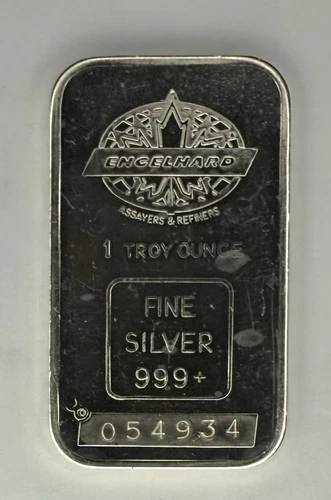 ENGELHARD
ASSAYERS & REFINERS
1 TROY OUNCE
FINE
SILVER
999+
054934